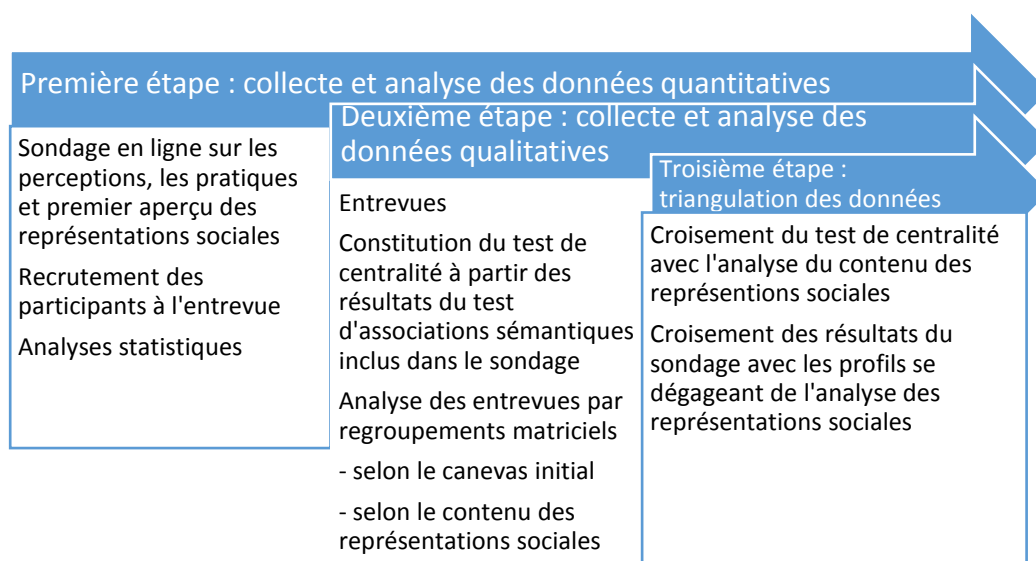 Première étape : collecte et analyse des données quantitatives
Sondage en ligne sur les
perceptions, les pratiques
et premier aperçu des
représentations sociales
Recrutement des
participants à l'entrevue
Analyses statistiques
Deuxième étape : collecte et analyse des
données qualitatives
Entrevues
Constitution du test de
centralité à partir des
résultats du test
d'associations sémantiques
inclus dans le sondage
Analyse des entrevues par
regroupements matriciels
- selon le canevas initial
- selon le contenu des
représentations sociales
Troisième étape :
triangulation des données
Croisement du test de centralité
avec l'analyse du contenu des
représentions sociales
Croisement des résultats du
sondage avec les profils se
dégageant de l'analyse des
représentations sociales